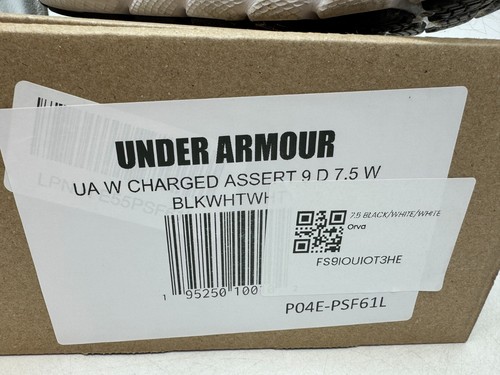 UNDER ARMOUR
UA W CHARGED ASSERT 9 D 7.5 W
BLKWHTWH
7.5 BLACK/WHITE/WHITE
Orva
FS9IOUIOT3HE
1 95250 100
P04E-PSF61L